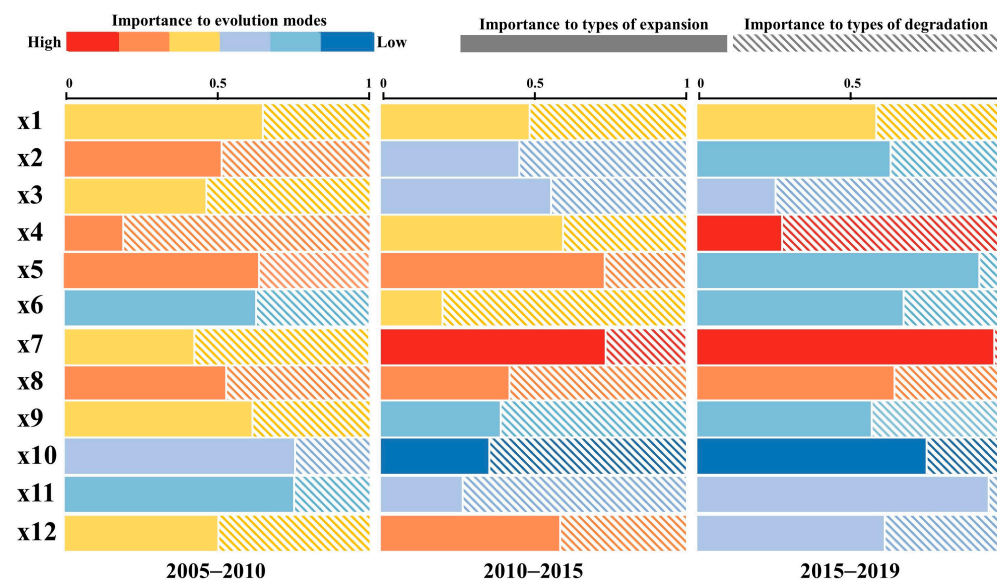 Importance to evolution modes
Importance to types of expansion
Importance to types of degradation
High
Low
0 0.5 1
0 0.5 1
0 0.5
x1
x2
x3
x4
x5
x6
x7
x8
x9
x10
x11
x12
2005–2010
2010–2015
2015–2019